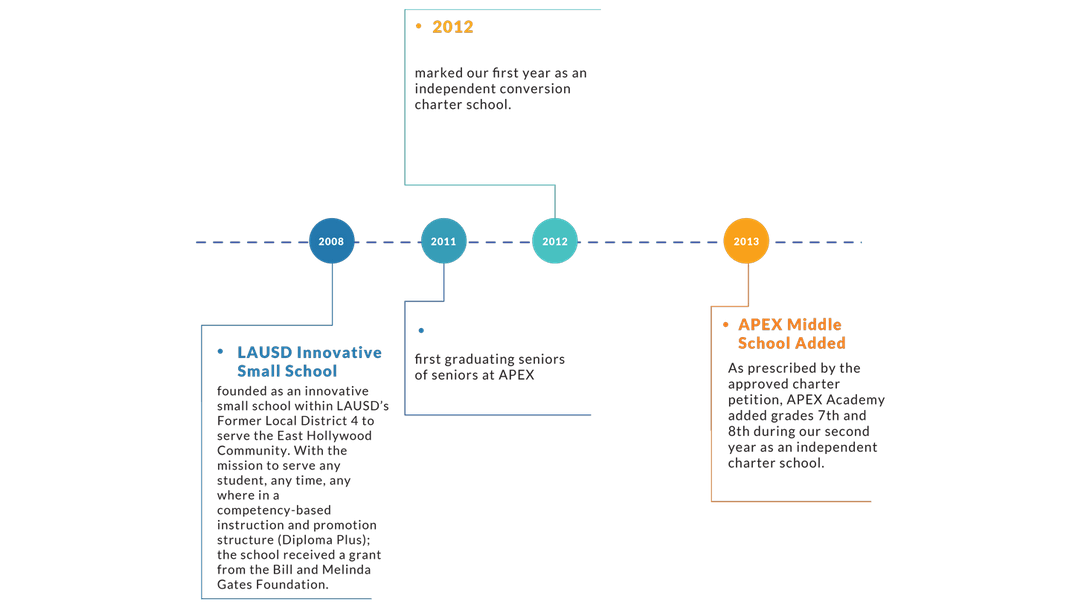 • 2012
marked our first year as an
independent conversion
charter school.
2008
2011
2012
2013
• LAUSD Innovative
Small School
founded as an innovative
small school within LAUSD's
Former Local District 4 to
serve the East Hollywood
Community. With the
mission to serve any
student, any time, any
where in a
competency-based
instruction and promotion
structure (Diploma Plus);
the school received a grant
from the Bill and Melinda
Gates Foundation.
•
first graduating seniors
of seniors at APEX
• APEX Middle
School Added
As prescribed by the
approved charter
petition, APEX Academy
added grades 7th and
8th during our second
year as an independent
charter school.